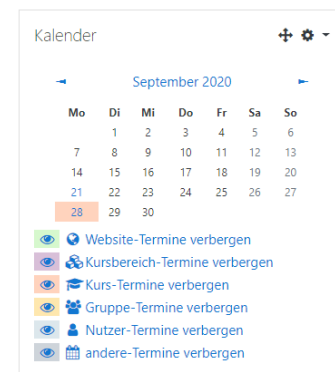 Kalender
September 2020
Mo Di Mi Do Fr Sa So
1 2 3 4 5 6
7 8 9 10 11 12 13
14 15 16 17 18 19 20
21 22 23 24 25 26 27
28 29 30
Website-Termine verbergen
Kursbereich-Termine verbergen
Kurs-Termine verbergen
Gruppe-Termine verbergen
Nutzer-Termine verbergen
andere-Termine verbergen